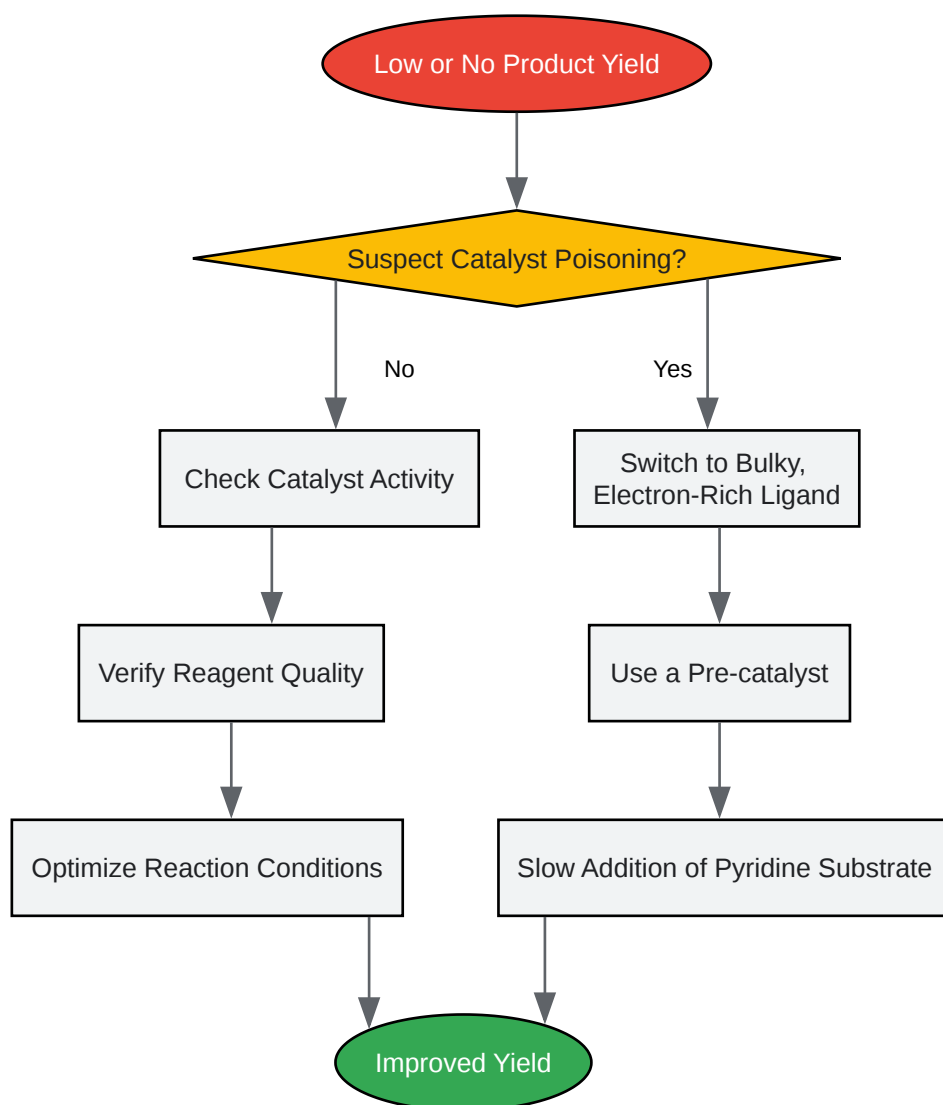 Low or No Product Yield
Suspect Catalyst Poisoning?
No
Yes
Check Catalyst Activity
Switch to Bulky,
Electron-Rich Ligand
Verify Reagent Quality
Use a Pre-catalyst
Optimize Reaction Conditions
Slow Addition of Pyridine Substrate
Improved Yield